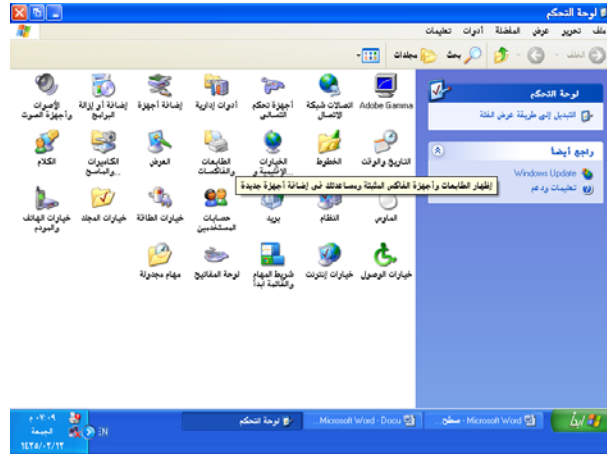 لوحة التحكم
ملف تحرير عرض المفضلة أدوات تعليمات
الخلف بحث مجلدات
لوحة التحكم
التبديل إلى طريقة عرض الفئة
راجع أيضا
Windows Update
تعليمات ودعم
Adobe Gamma
اتصالات شبكة الاتصال
أجهزة تحكم التسالي
أدوات إدارية
إضافة أجهزة
إضافة أو إزالة البرامج
الأصوات وأجهزة الصوت
التاريخ والوقت
الخطوط
الخيارات الإقليمية و...
الطابعات والفاكسات
العرض
الكاميرات والماسح...
الكلام
إظهار الطابعات وأجهزة الفاكس المثبتة ومساعدتك في إضافة أجهزة جديدة
الماوس
النظام
بريد
حسابات المستخدمين
خيارات الطاقة
خيارات المجلد
خيارات الهاتف والمودم
خيارات الوصول
خيارات إنترنت
شريط المهام والقائمة ابدأ
لوحة المفاتيح
مهام مجدولة
ابدأ
Microsoft Word - سطح...
Microsoft Word - Docu...
لوحة التحكم
EN
٠٧:٠٩ م
الجمعة